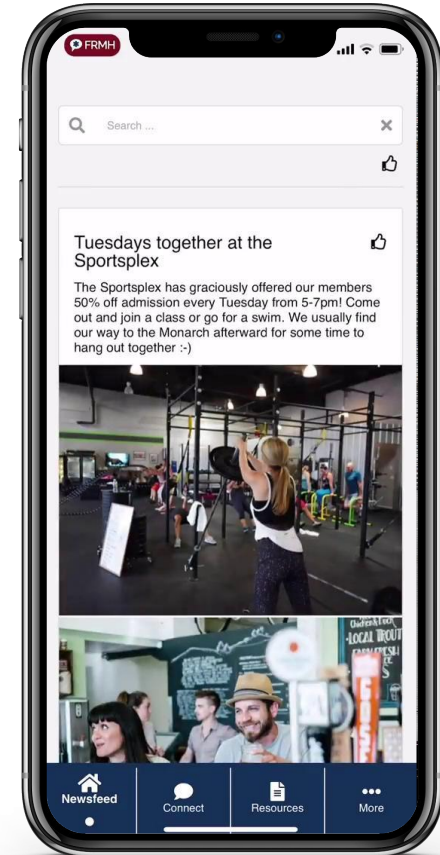 FRMH
Search ...
Tuesdays together at the
Sportsplex
The Sportsplex has graciously offered our members
50% off admission every Tuesday from 5-7pm! Come
out and join a class or go for a swim. We usually find
our way to the Monarch afterward for some time to
hang out together :-)
LOCAL TROUT
Newsfeed
Connect
Resources
More